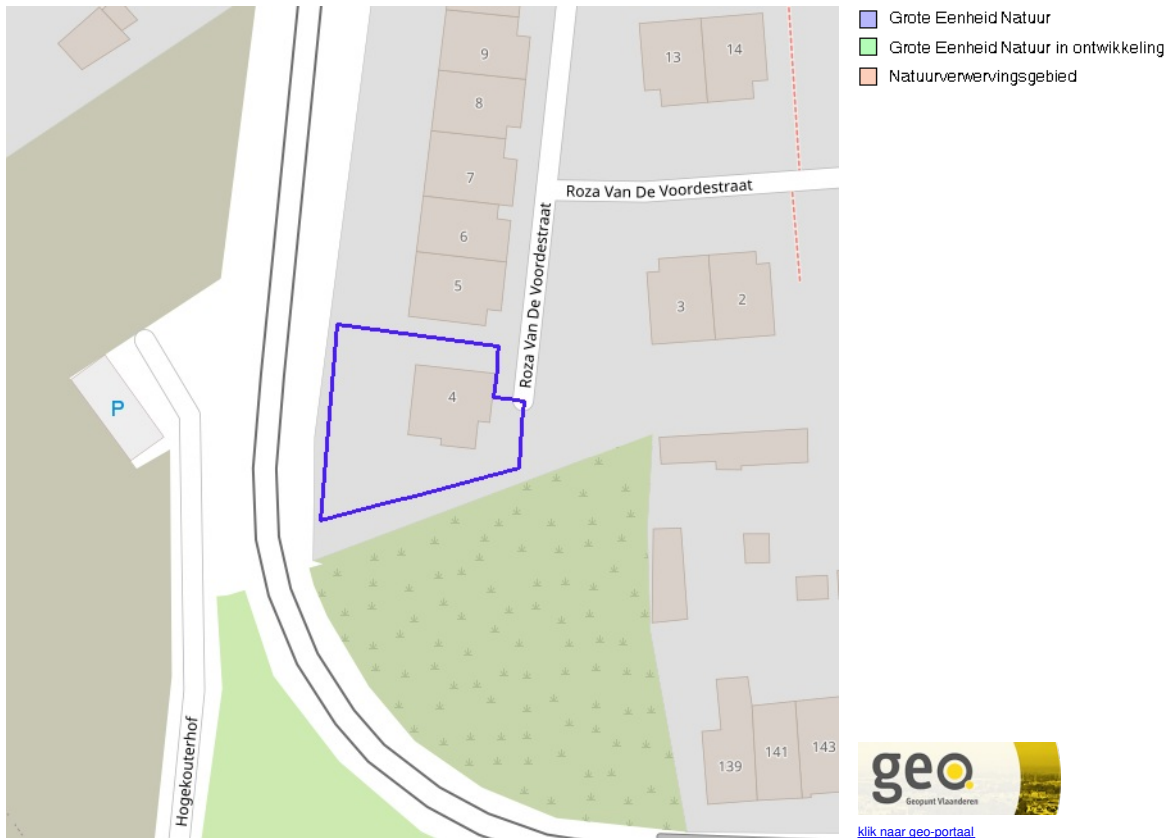 Grote Eenheid Natuur
Grote Eenheid Natuur in ontwikkeling
Natuurverwervingsgebied
9
13
14
8
7
Roza Van De Voordestraat
6
5
3
2
Roza Van De Voordestraat
4
P
Hogekouterhof
139
141
143
geo
Geopunt Vlaanderen
klik naar geo-portaal